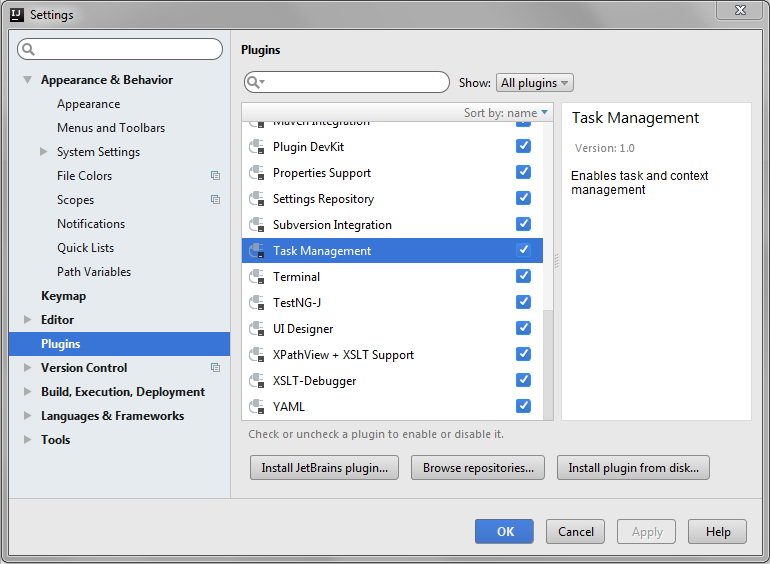 Settings
Appearance & Behavior
Appearance
Menus and Toolbars
System Settings
File Colors
Scopes
Notifications
Quick Lists
Path Variables
Keymap
Editor
Plugins
Version Control
Build, Execution, Deployment
Languages & Frameworks
Tools
Plugins
Show: All plugins
Sort by: name
Maven Integration
Plugin DevKit
Properties Support
Settings Repository
Subversion Integration
Task Management
Terminal
TestNG-J
UI Designer
XPathView + XSLT Support
XSLT-Debugger
YAML
Task Management
Version: 1.0
Enables task and context
management
Check or uncheck a plugin to enable or disable it.
Install JetBrains plugin... Browse repositories... Install plugin from disk...
OK Cancel Apply Help